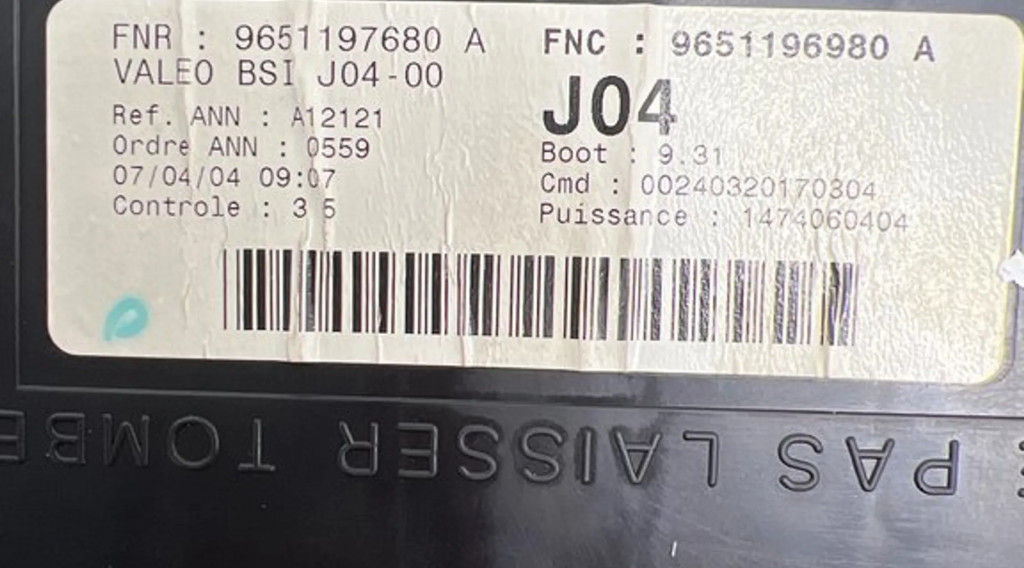 FNR : 9651197680 A
VALEO BSI J04-00
Ref. ANN : A12121
Ordre ANN : 0559
07/04/04 09:07
Controle : 3 5
FNC : 9651196980 A
J04
Boot : 9.31
Cmd : 00240320170304
Puissance : 1474060404
PAS LAISSER TOMBE